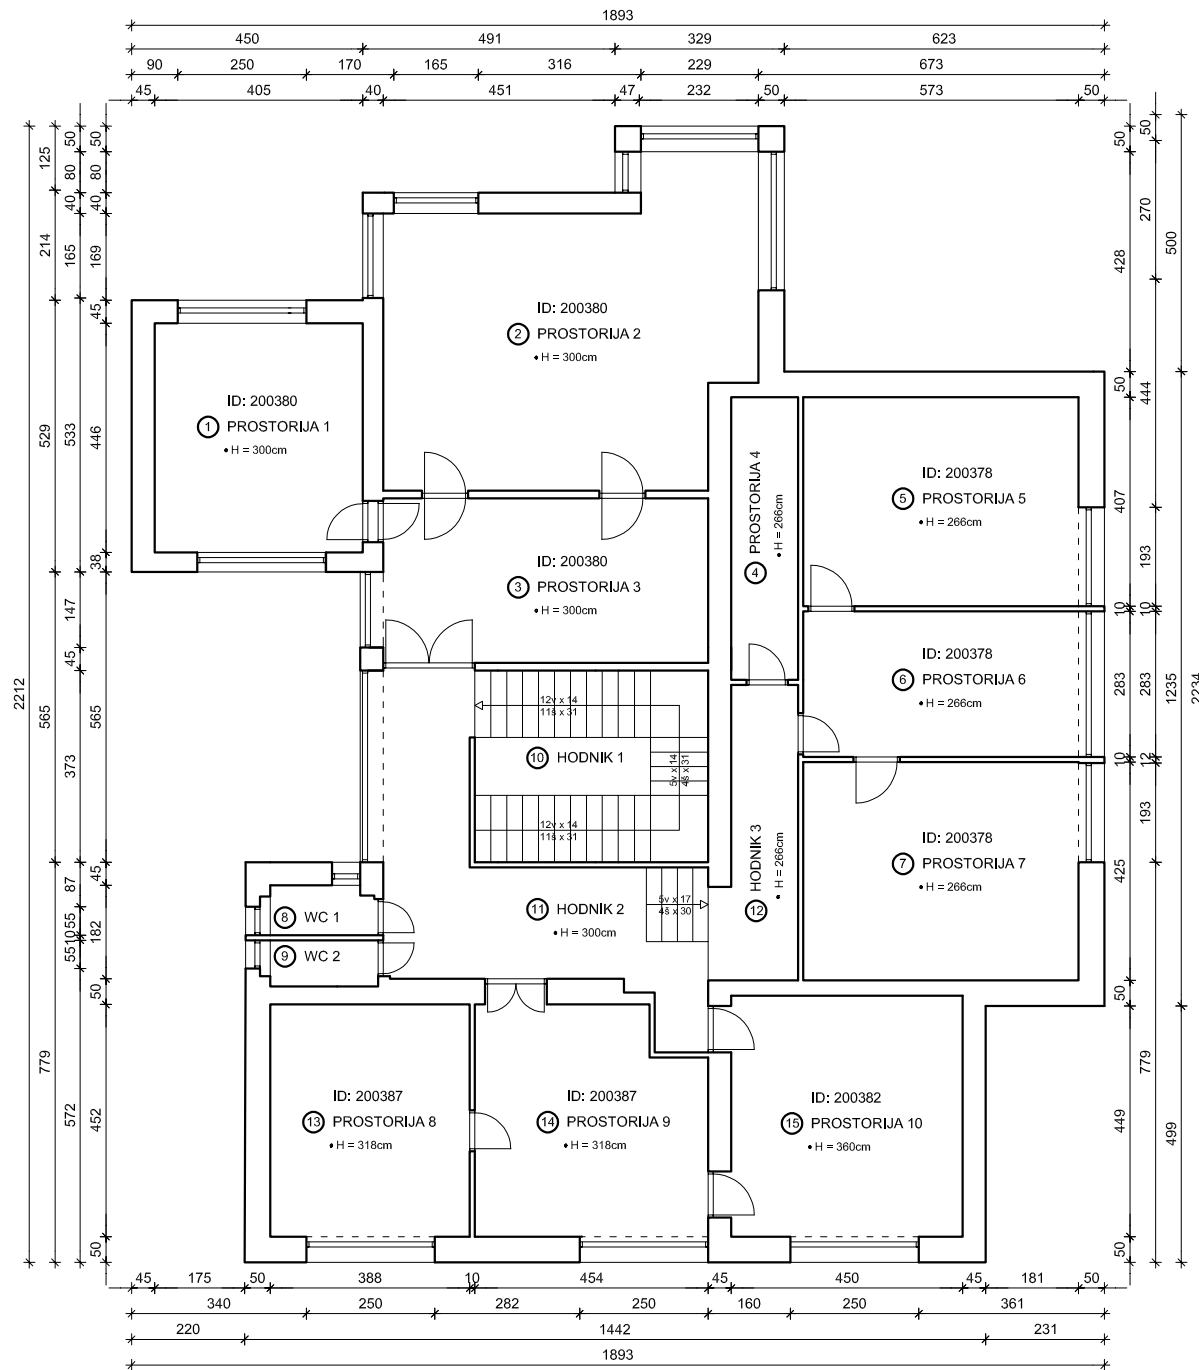 1893
450 491 329 623
90 250 170 165 316 229 673
45 405 40 451 47 232 50 573 50
2212
125 214 529 565 779
50 80 40 165 533 147 45 373 87 55 10 55 572
50 80 40 169 45 446 38 565 45 182 50 452 50
50 428 50 407 10 283 10 425 50 449 50
50 270 444 193 10 283 12 193 779
500 1235 499
2234
ID: 200380
2 PROSTORIJA 2
• H = 300cm
ID: 200380
1 PROSTORIJA 1
• H = 300cm
4 PROSTORIJA 4
• H = 266cm
ID: 200378
5 PROSTORIJA 5
• H = 266cm
ID: 200380
3 PROSTORIJA 3
• H = 300cm
ID: 200378
6 PROSTORIJA 6
• H = 266cm
12v x 14
11š x 31
10 HODNIK 1
5v x 14
4š x 31
12v x 14
11š x 31
ID: 200378
7 PROSTORIJA 7
• H = 266cm
12 HODNIK 3
• H = 266cm
5v x 17
4š x 30
11 HODNIK 2
• H = 300cm
8 WC 1
9 WC 2
ID: 200387
13 PROSTORIJA 8
• H = 318cm
ID: 200387
14 PROSTORIJA 9
• H = 318cm
ID: 200382
15 PROSTORIJA 10
• H = 360cm
45 175 50 388 10 454 45 450 45 181 50
340 250 282 250 160 250 361
220 1442 231
1893